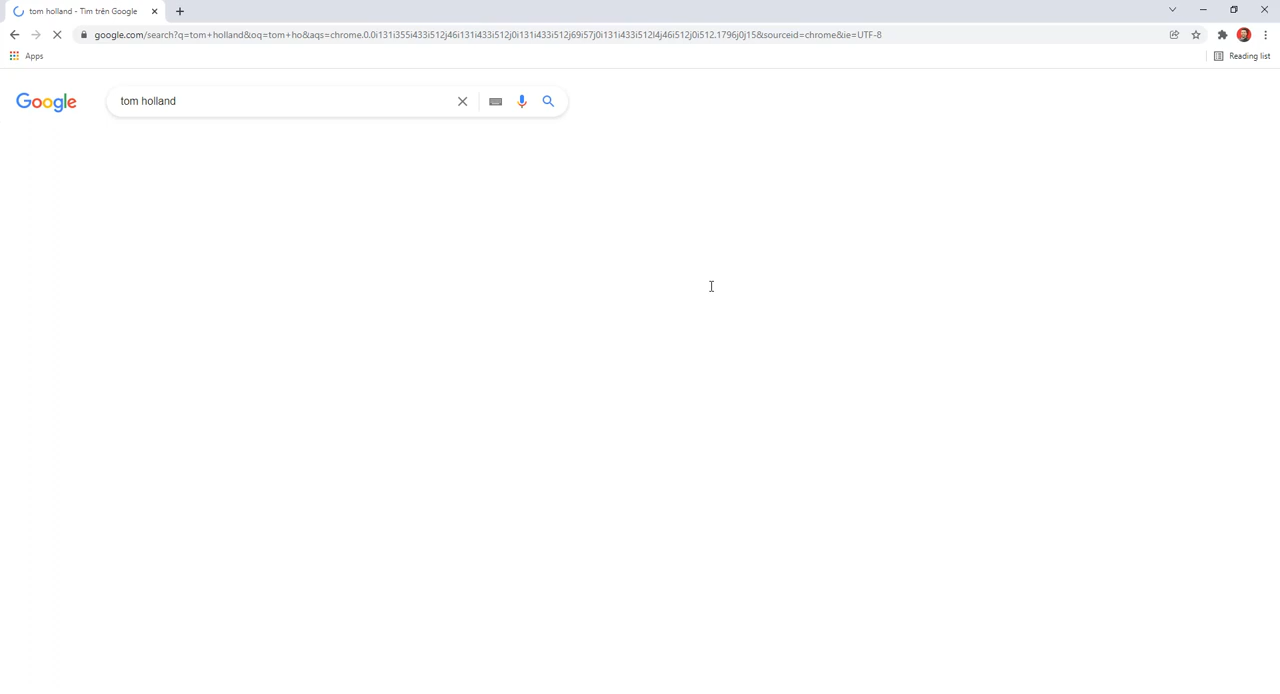 tom holland - Tìm trên Google
google.com/search?q=tom+holland&oq=tom+ho&aqs=chrome.0.0i131i355i433i512j46i131i433i512j0i131i433i512j69i57j0i131i433i512l4j46i512j0i512.1796j0j15&sourceid=chrome&ie=UTF-8
Apps
Reading list
Google
tom holland